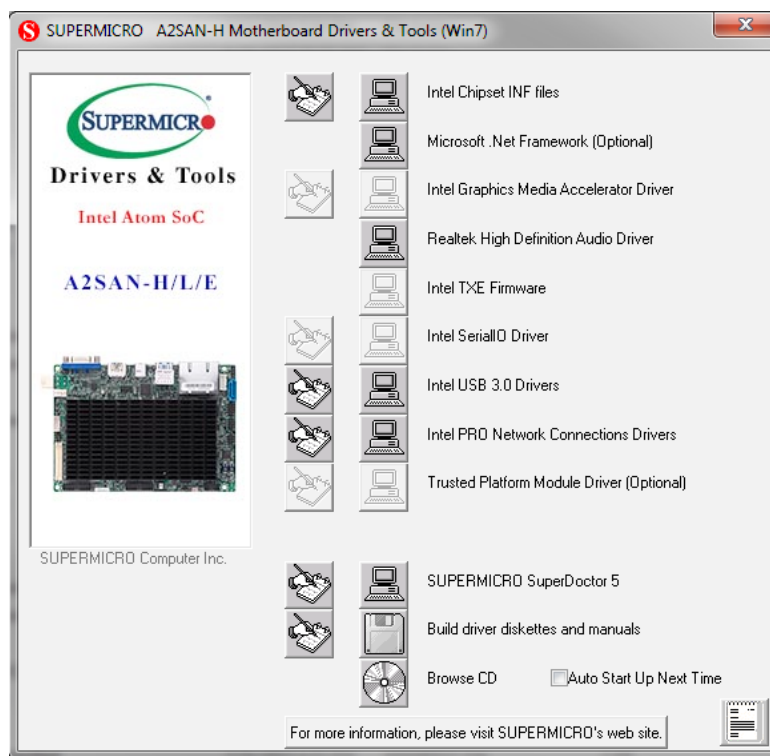 SUPERMICRO A2SAN-H Motherboard Drivers & Tools (Win7)
SUPERMICR
Drivers & Tools
Intel Atom SoC
A2SAN-H/L/E
SUPERMICRO Computer Inc.
Intel Chipset INF files
Microsoft .Net Framework (Optional)
Intel Graphics Media Accelerator Driver
Realtek High Definition Audio Driver
Intel TXE Firmware
Intel SerialIO Driver
Intel USB 3.0 Drivers
Intel PRO Network Connections Drivers
Trusted Platform Module Driver (Optional)
SUPERMICRO SuperDoctor 5
Build driver diskettes and manuals
Browse CD
Auto Start Up Next Time
For more information, please visit SUPERMICRO's web site.